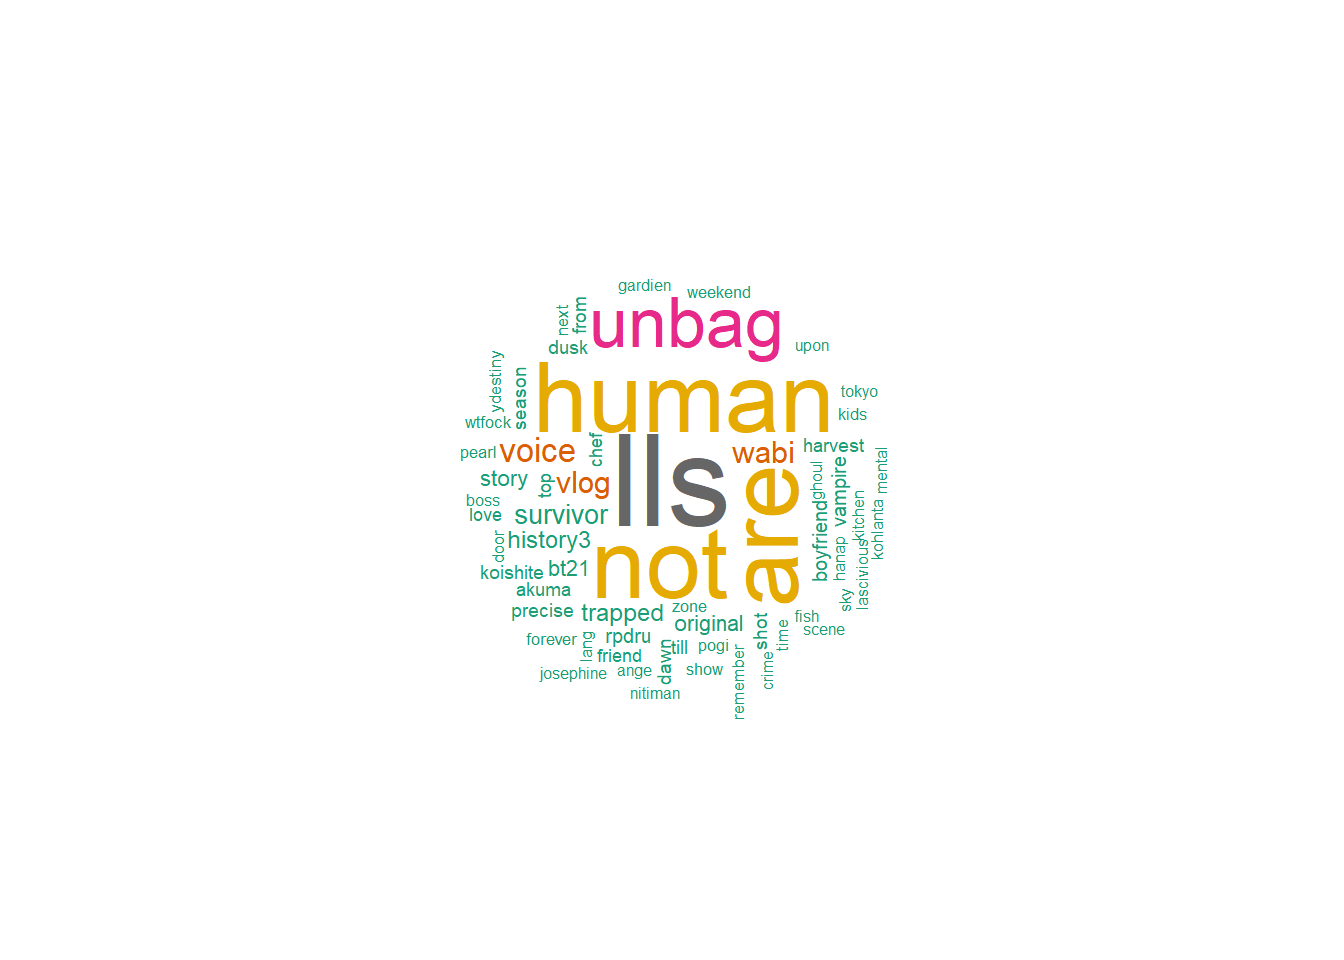 gardien
weekend
next
from
unbag
dusk
upon
human
ydestiny
season
tokyo
kids
wtfock
voice
chef
lls
wabi
harvest
pearl
story
top
vlog
are
ghoul
vampire
mental
boss
love
survivor
boyfriend
kitchen
kohlanta
door
history3
not
hanap
lascivious
koishite
bt21
sky
akuma
precise
trapped
zone
original
shot
fish
time
scene
forever
lang
rpdru
friend
dawn
till
pogi
josephine
ange
show
remember
crime
nitiman